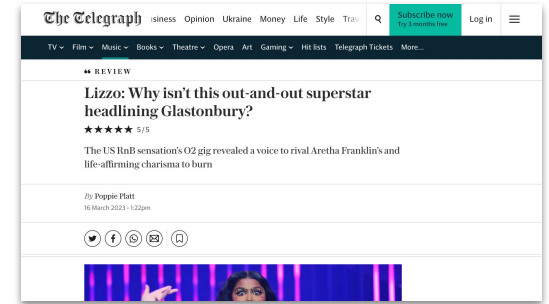 The Telegraph
siness Opinion Ukraine Money Life Style Trav
Subscribe now
Try 3 months free
Log in
TV Film Music Books Theatre Opera Art Gaming Hit lists Telegraph Tickets More...
❝ REVIEW
Lizzo: Why isn't this out-and-out superstar
headlining Glastonbury?
★★★★★ 5/5
The US RnB sensation's O2 gig revealed a voice to rival Aretha Franklin's and
life-affirming charisma to burn
By Poppie Platt
16 March 2023 • 1:22pm